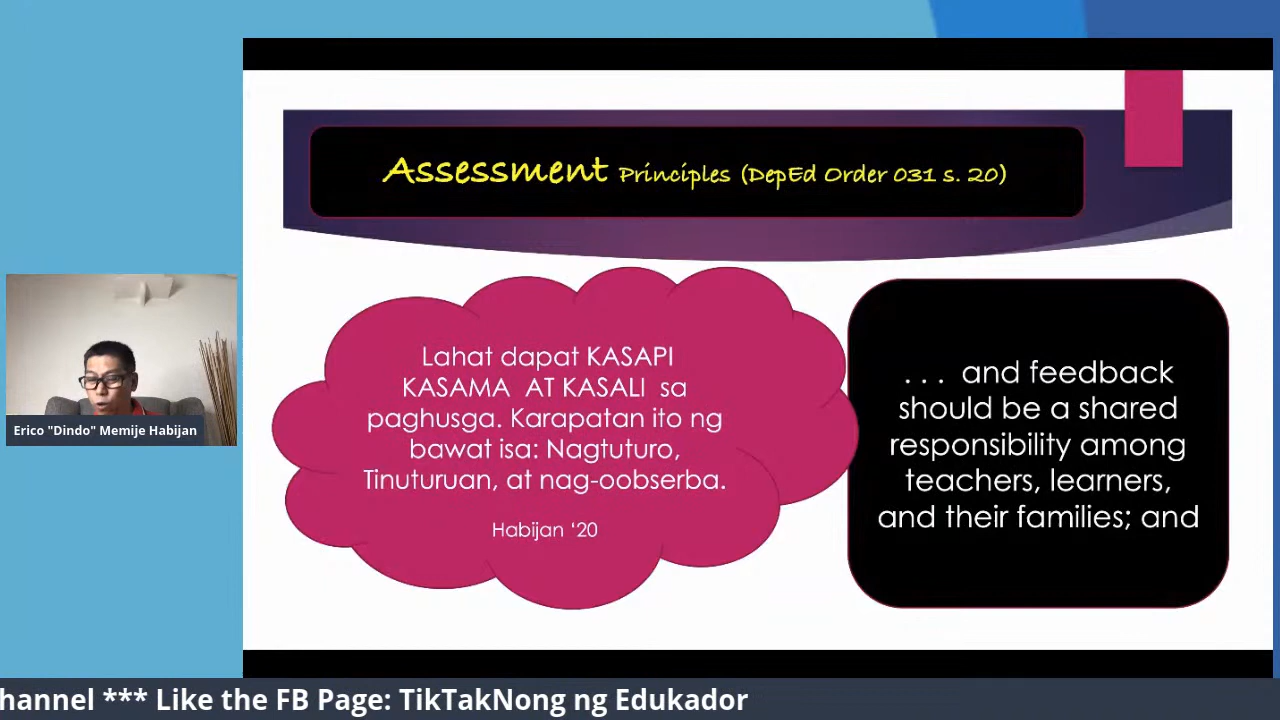 Assessment Principles (DepEd Order 031 s. 20)
Lahat dapat KASAPI
KASAMA AT KASALI sa
paghusga. Karapatan ito ng
bawat isa: Nagtuturo,
Tinuturuan, at nag-oobserba.
Habijan ‘20
. . . and feedback
should be a shared
responsibility among
teachers, learners,
and their families; and
Erico "Dindo" Memije Habijan
hannel *** Like the FB Page: TikTakNong ng Edukador